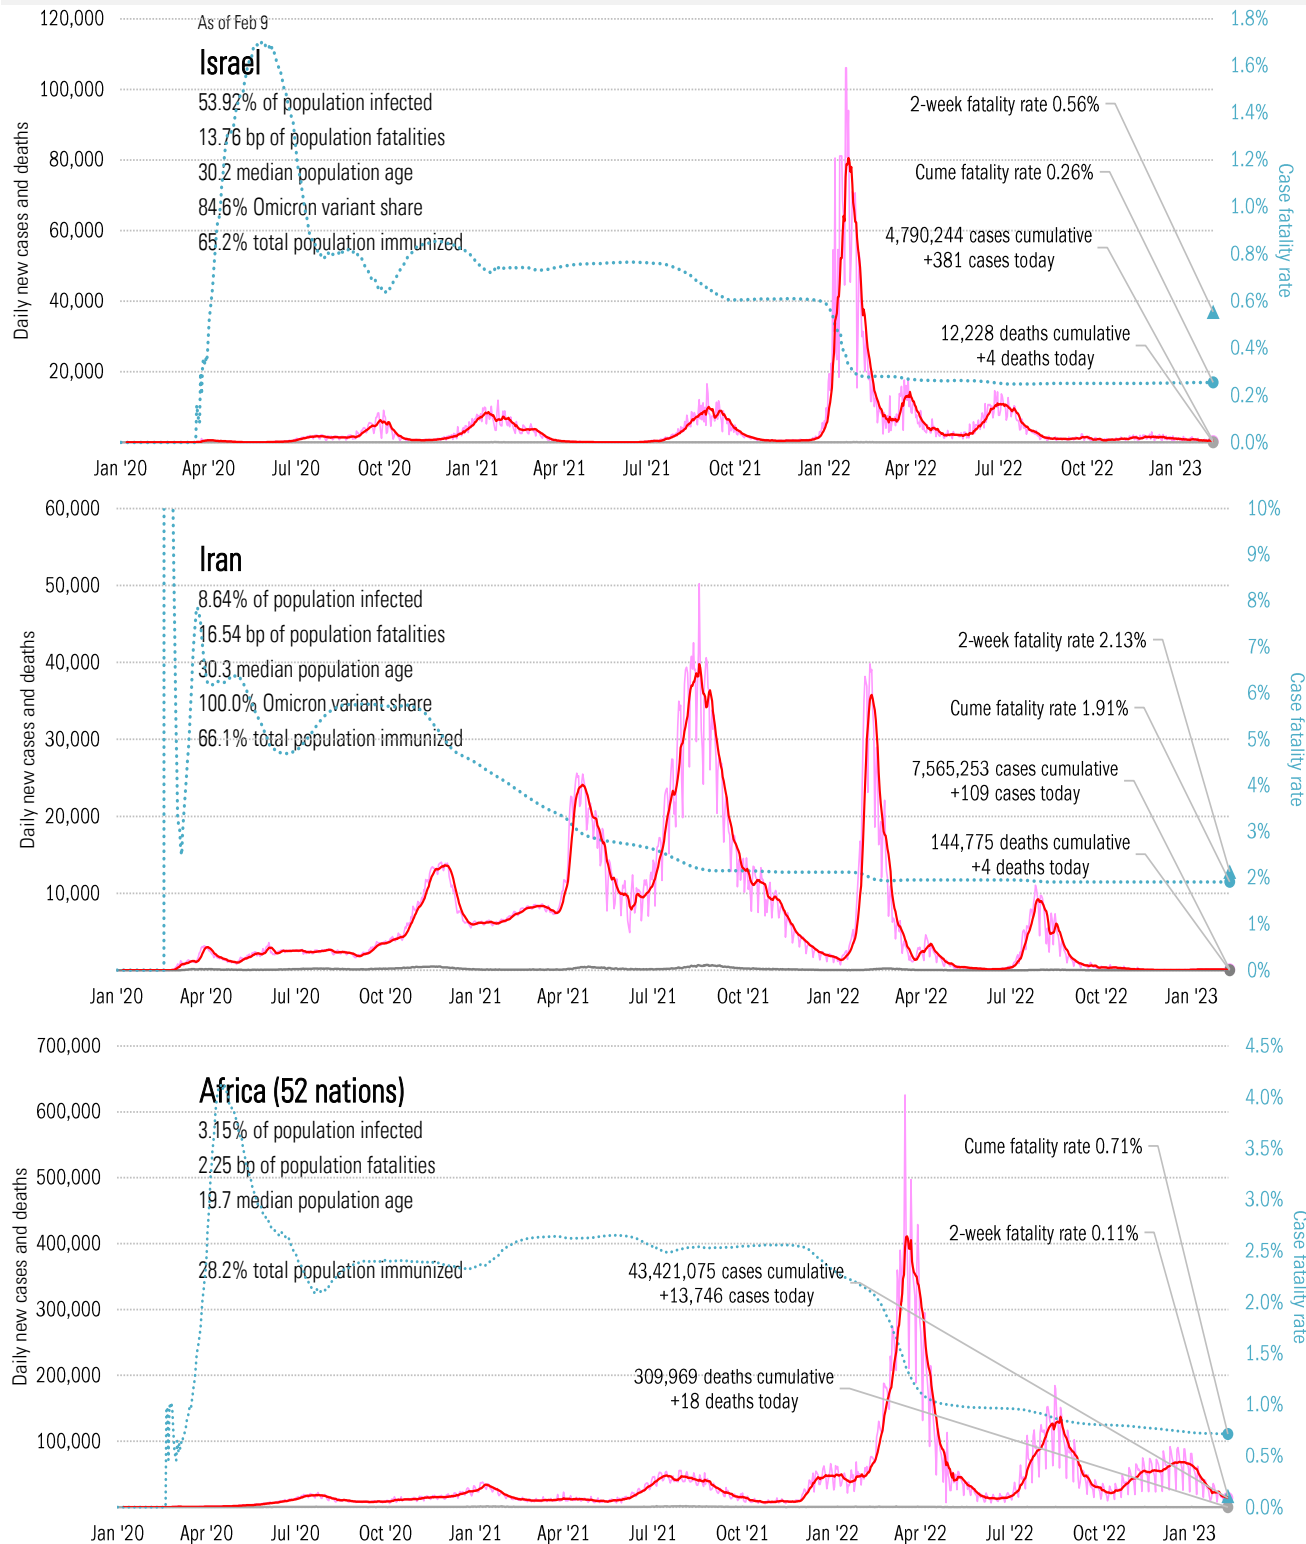 120,000
As of Feb 9
1.8%
Israel
1.6%
53.92% of population infected
100,000
2-week fatality rate 0.56%
1.4%
13.76 bp of population fatalities
80,000
1.2%
30.2 median population age
Cume fatality rate 0.26%
84.6% Omicron variant share
1.0%
60,000
65.2% total population immunized
4,790,244 cases cumulative
+381 cases today
0.8%
40,000
0.6%
12,228 deaths cumulative
+4 deaths today
0.4%
20,000
0.2%
0.0%
Daily new cases and deaths
Case fatality rate
Jan '20 Apr '20 Jul '20 Oct '20 Jan '21 Apr '21 Jul '21 Oct '21 Jan '22 Apr '22 Jul '22 Oct '22 Jan '23
60,000
10%
Iran
9%
50,000
8.64% of population infected
8%
16.54 bp of population fatalities
2-week fatality rate 2.13%
7%
40,000
30.3 median population age
6%
100.0% Omicron variant share
Cume fatality rate 1.91%
30,000
66.1% total population immunized
5%
7,565,253 cases cumulative
+109 cases today
4%
20,000
3%
144,775 deaths cumulative
+4 deaths today
2%
10,000
1%
0%
Daily new cases and deaths
Case fatality rate
Jan '20 Apr '20 Jul '20 Oct '20 Jan '21 Apr '21 Jul '21 Oct '21 Jan '22 Apr '22 Jul '22 Oct '22 Jan '23
700,000
4.5%
Africa (52 nations)
4.0%
600,000
3.15% of population infected
Cume fatality rate 0.71%
3.5%
2.25 bp of population fatalities
500,000
19.7 median population age
3.0%
2-week fatality rate 0.11%
400,000
2.5%
28.2% total population immunized
43,421,075 cases cumulative
+13,746 cases today
300,000
2.0%
1.5%
200,000
309,969 deaths cumulative
+18 deaths today
1.0%
100,000
0.5%
0.0%
Daily new cases and deaths
Case fatality rate
Jan '20 Apr '20 Jul '20 Oct '20 Jan '21 Apr '21 Jul '21 Oct '21 Jan '22 Apr '22 Jul '22 Oct '22 Jan '23